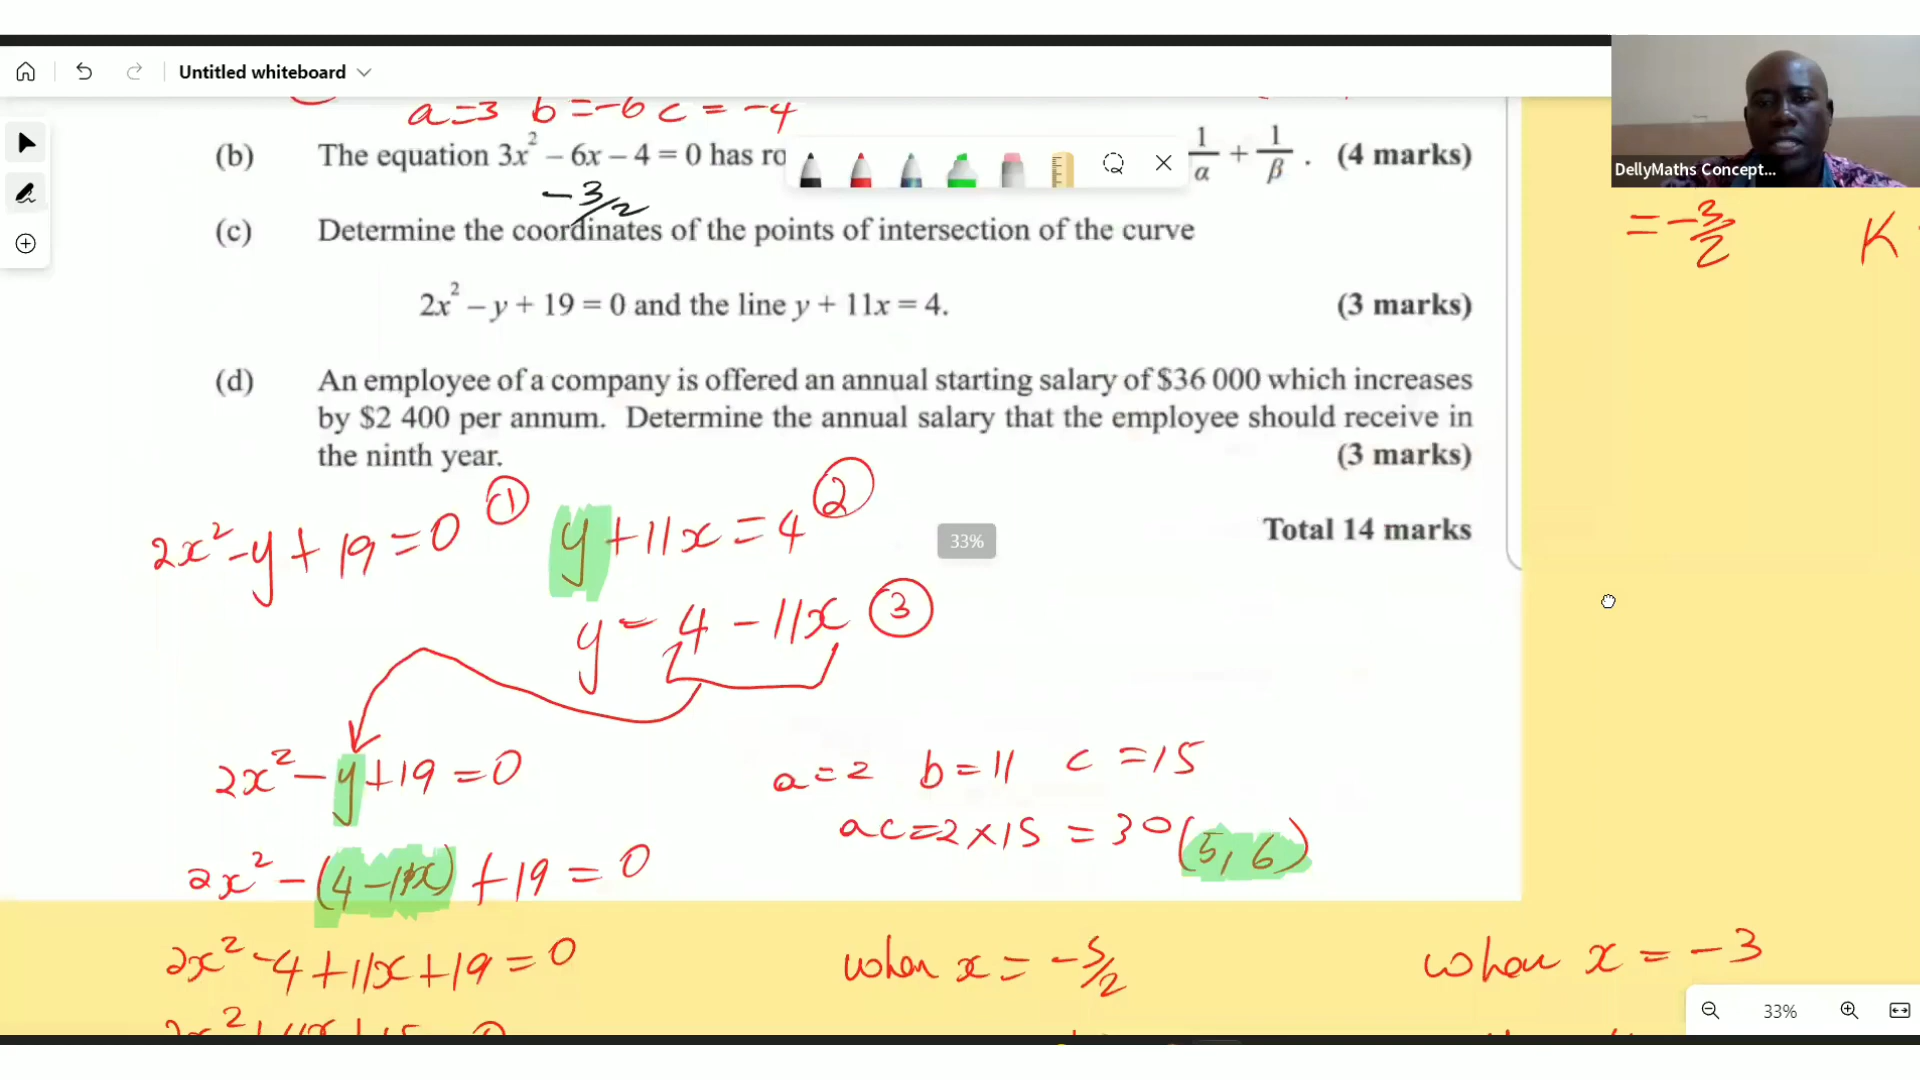 Untitled whiteboard
a=3 b=-6 c=-4
(b) The equation 3x² – 6x – 4 = 0 has 1/α + 1/β . (4 marks)
-3/2
(c) Determine the coordinates of the points of intersection of the curve
2x² – y + 19 = 0 and the line y + 11x = 4. (3 marks)
(d) An employee of a company is offered an annual starting salary of $36 000 which increases
by $2 400 per annum. Determine the annual salary that the employee should receive in
the ninth year. (3 marks)
Total 14 marks
DellyMaths Concept...
= -3/2 K
2x²-y+19=0 ① y+11x=4 ②
33%
y=4-11x ③
2x²-y+19=0
a=2 b=11 c=15
ac=2×15=30(5,6)
2x²-(4-11x)+19=0
2x²-4+11x+19=0
when x=-5/2
when x=-3
33%